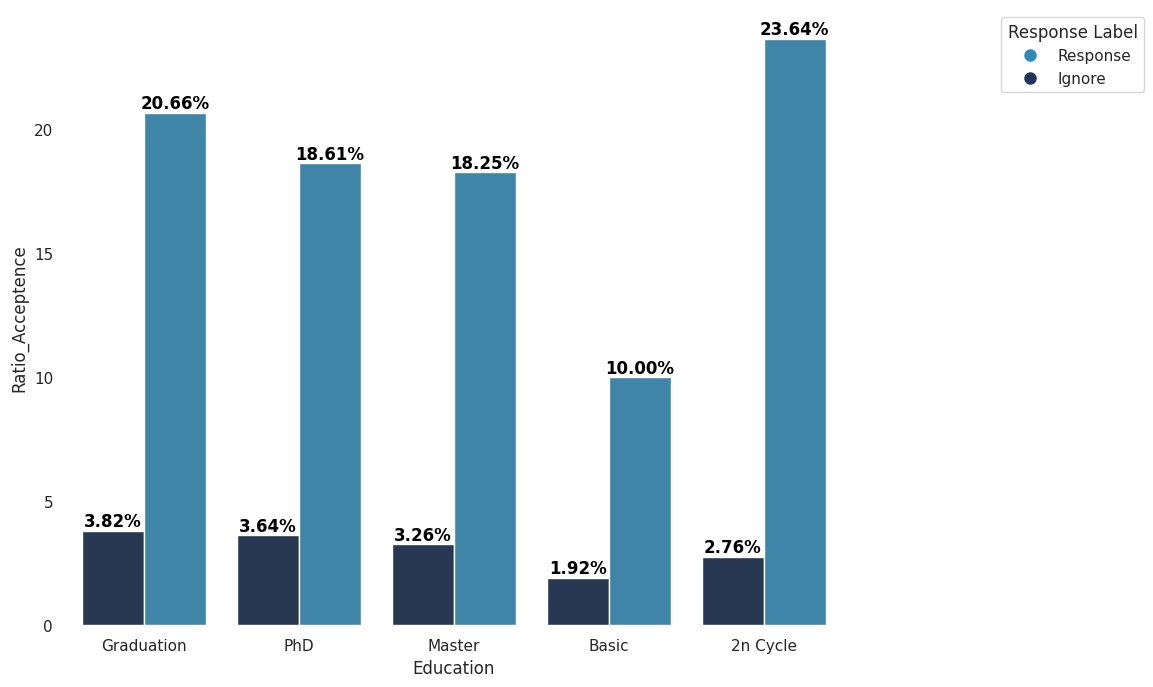 23.64%
Response Label
Response
Ignore
20.66%
18.61%
18.25%
10.00%
3.82%
3.64%
3.26%
1.92%
2.76%
20
15
10
5
0
Ratio_Acceptence
Graduation PhD Master Basic 2n Cycle
Education